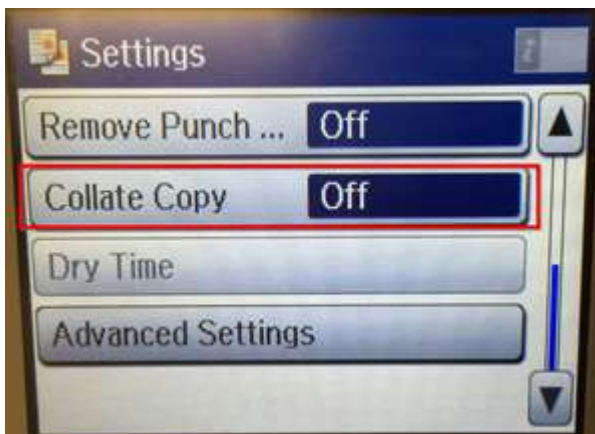 Settings
Remove Punch ... Off
Collate Copy Off
Dry Time
Advanced Settings